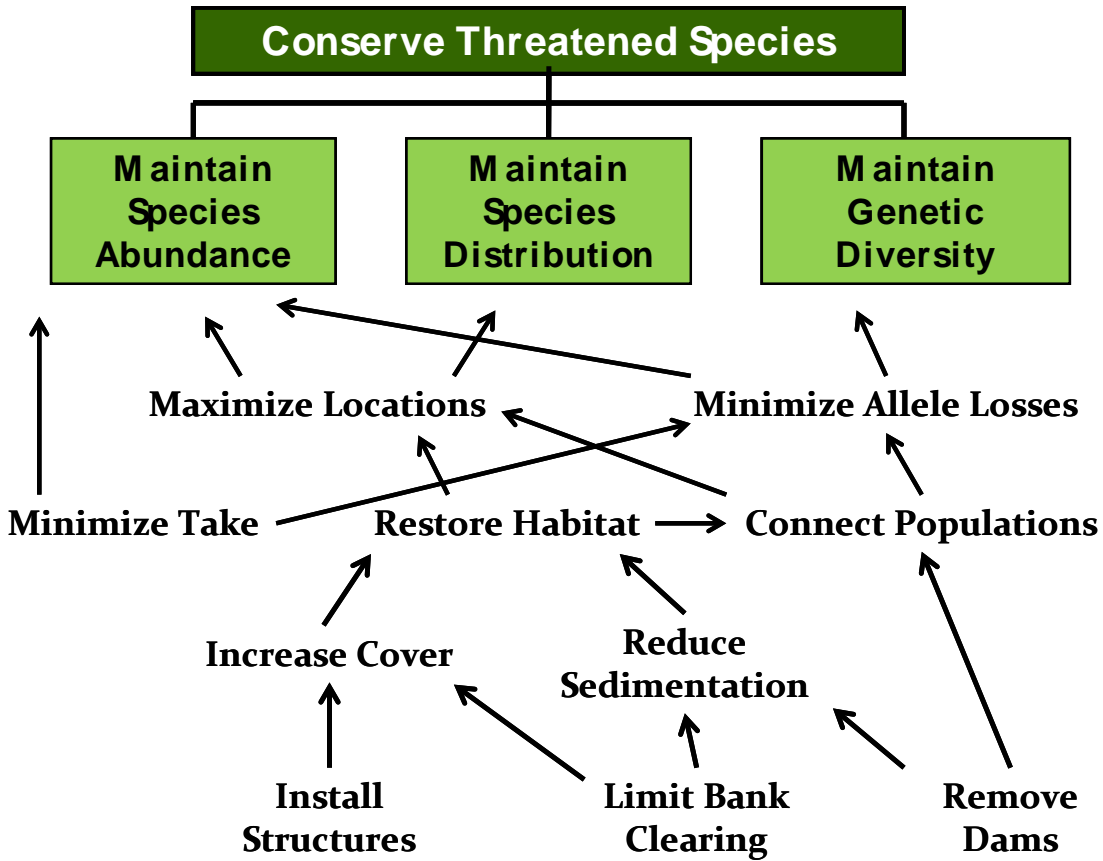 Conserve Threatened Species
Maintain
Species
Abundance
Maintain
Species
Distribution
Maintain
Genetic
Diversity
Maximize Locations
Minimize Allele Losses
Minimize Take
Restore Habitat
Connect Populations
Increase Cover
Reduce
Sedimentation
Install
Structures
Limit Bank
Clearing
Remove
Dams